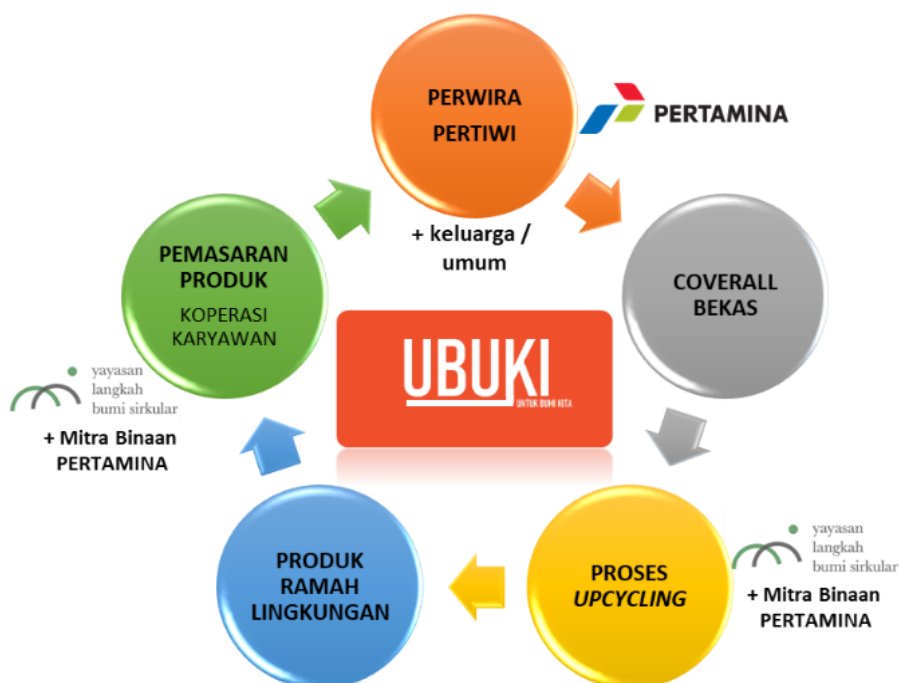 PERWIRA
PERTIWI
PERTAMINA
+ keluarga /
umum
COVERALL
BEKAS
PROSES
UPCYCLING
yayasan
langkah
bumi sirkular
+ Mitra Binaan
PERTAMINA
PRODUK
RAMAH
LINGKUNGAN
PEMASARAN
PRODUK
KOPERASI
KARYAWAN
yayasan
langkah
bumi sirkular
+ Mitra Binaan
PERTAMINA
UBUKI
UNTUK BUMI KITA